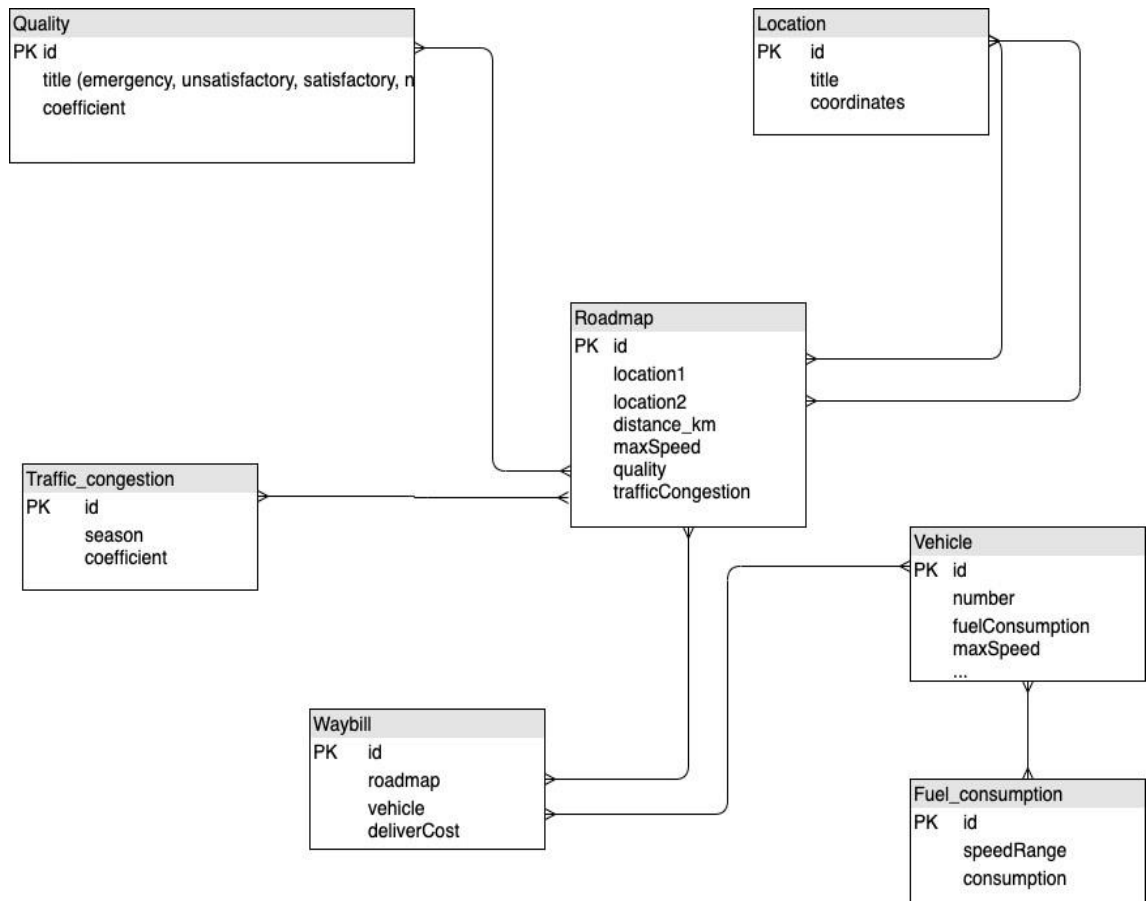 Quality
PK id
title (emergency, unsatisfactory, satisfactory, n
coefficient
Location
PK id
title
coordinates
Roadmap
PK id
location1
location2
distance_km
maxSpeed
quality
trafficCongestion
Traffic_congestion
PK id
season
coefficient
Vehicle
PK id
number
fuelConsumption
maxSpeed
...
Waybill
PK id
roadmap
vehicle
deliverCost
Fuel_consumption
PK id
speedRange
consumption